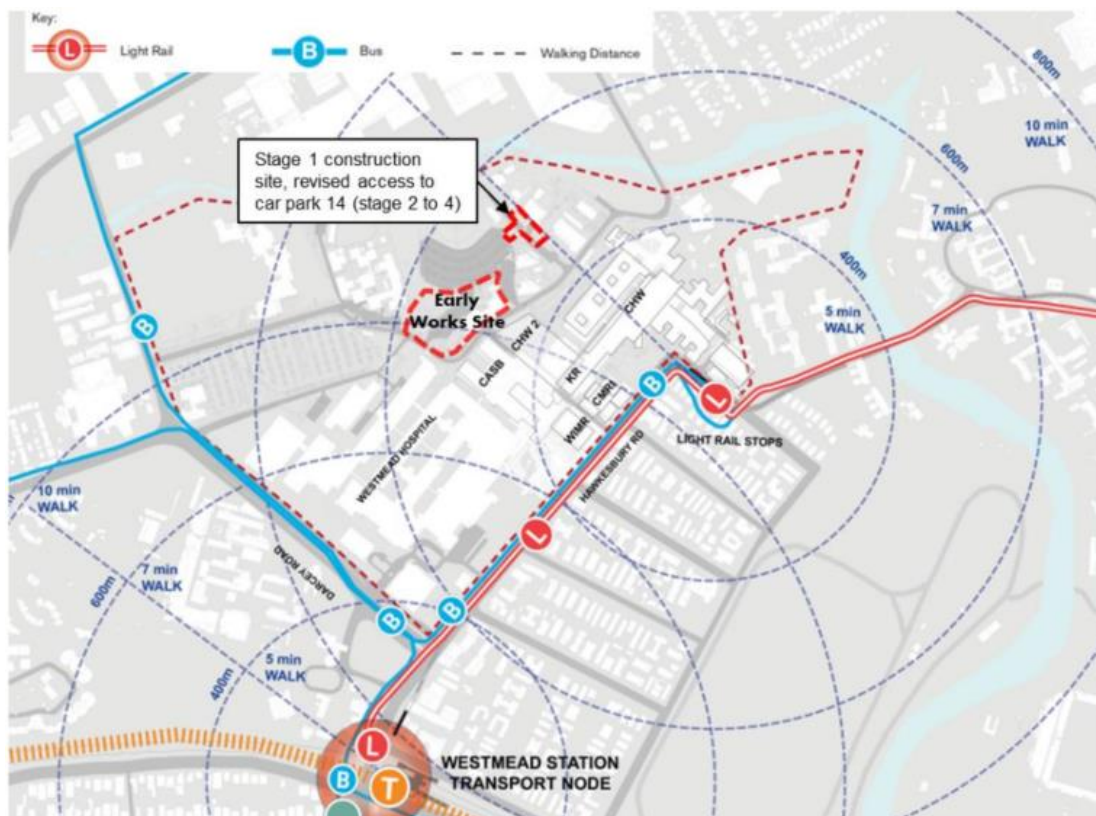 Key:
L
Light Rail
B
Bus
Walking Distance
800m
10 min
WALK
Stage 1 construction
site, revised access to
car park 14 (stage 2 to 4)
600m
7 min
WALK
400m
5 min
WALK
CHW
Early
Works Site
CHW 2
CASB
KR
CMRI
WIMR
B
B
L
LIGHT RAIL STOPS
HAWKESBURY RD
WESTMEAD HOSPITAL
10 min
WALK
L
DARCEY ROAD
7 min
WALK
600m
B
B
5 min
WALK
400m
L
B
T
WESTMEAD STATION
TRANSPORT NODE